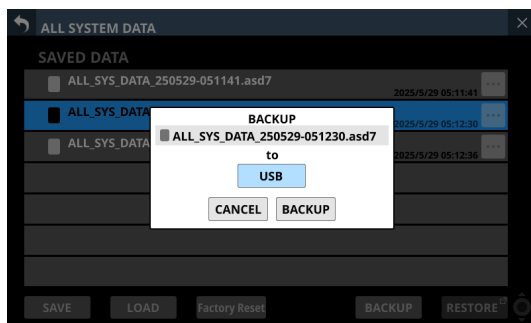 ALL SYSTEM DATA
SAVED DATA
ALL_SYS_DATA_250529-051141.asd7
2025/5/29 05:11:41
ALL_SYS_DATA
2025/5/29 05:12:30
ALL_SYS_DATA
2025/5/29 05:12:36
BACKUP
ALL_SYS_DATA_250529-051230.asd7
to
USB
CANCEL BACKUP
SAVE LOAD Factory Reset BACKUP RESTORE